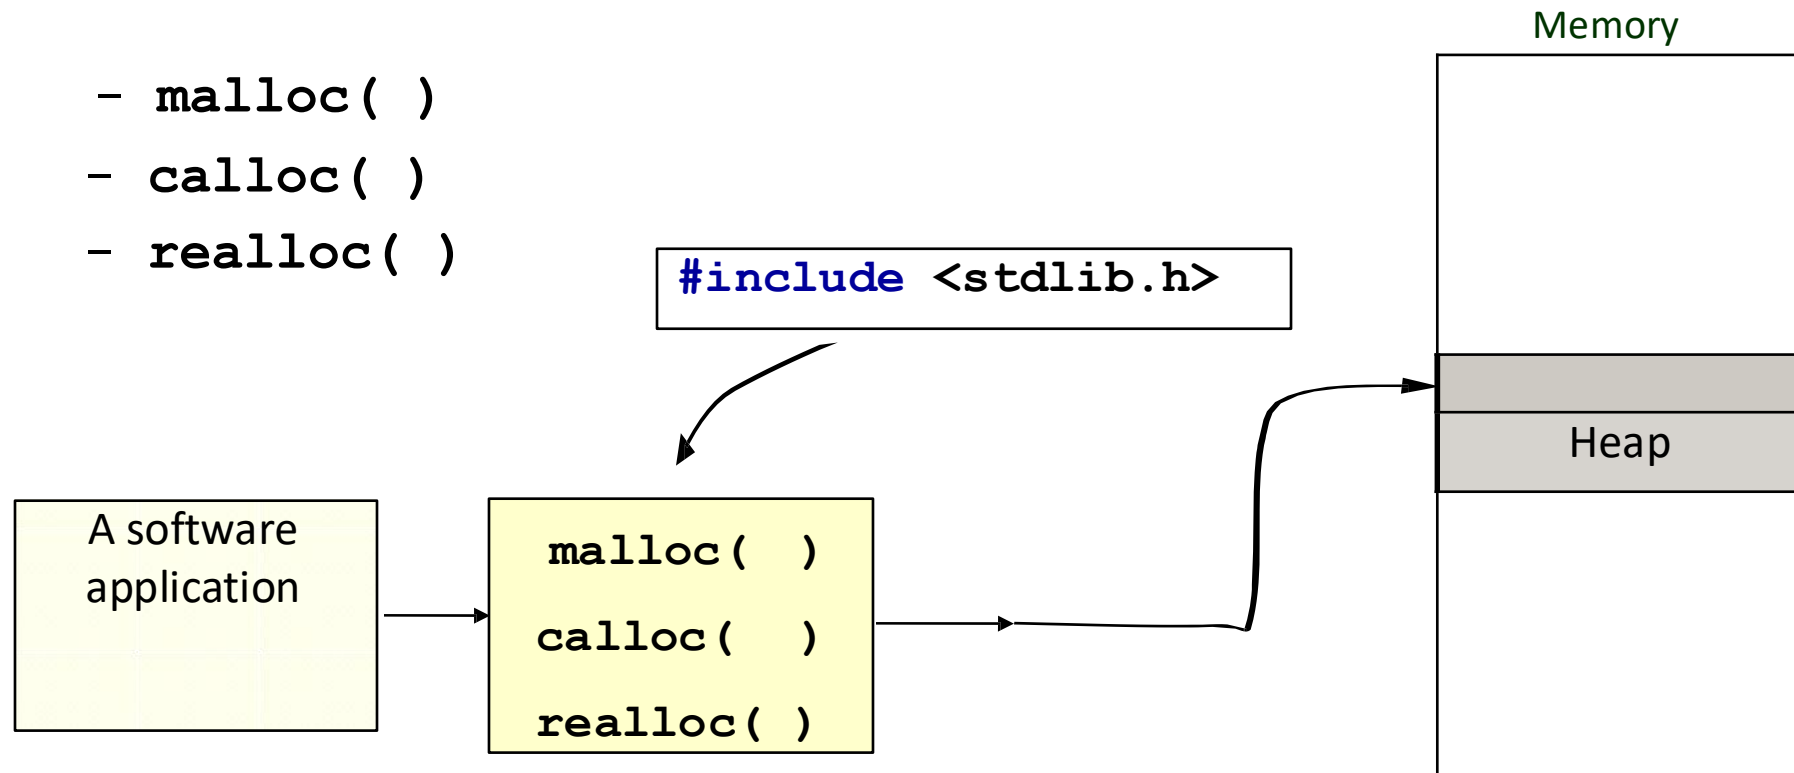 Memory
- malloc( )
- calloc( )
- realloc( )
#include <stdlib.h>
Heap
A software
application
malloc( )
calloc( )
realloc( )